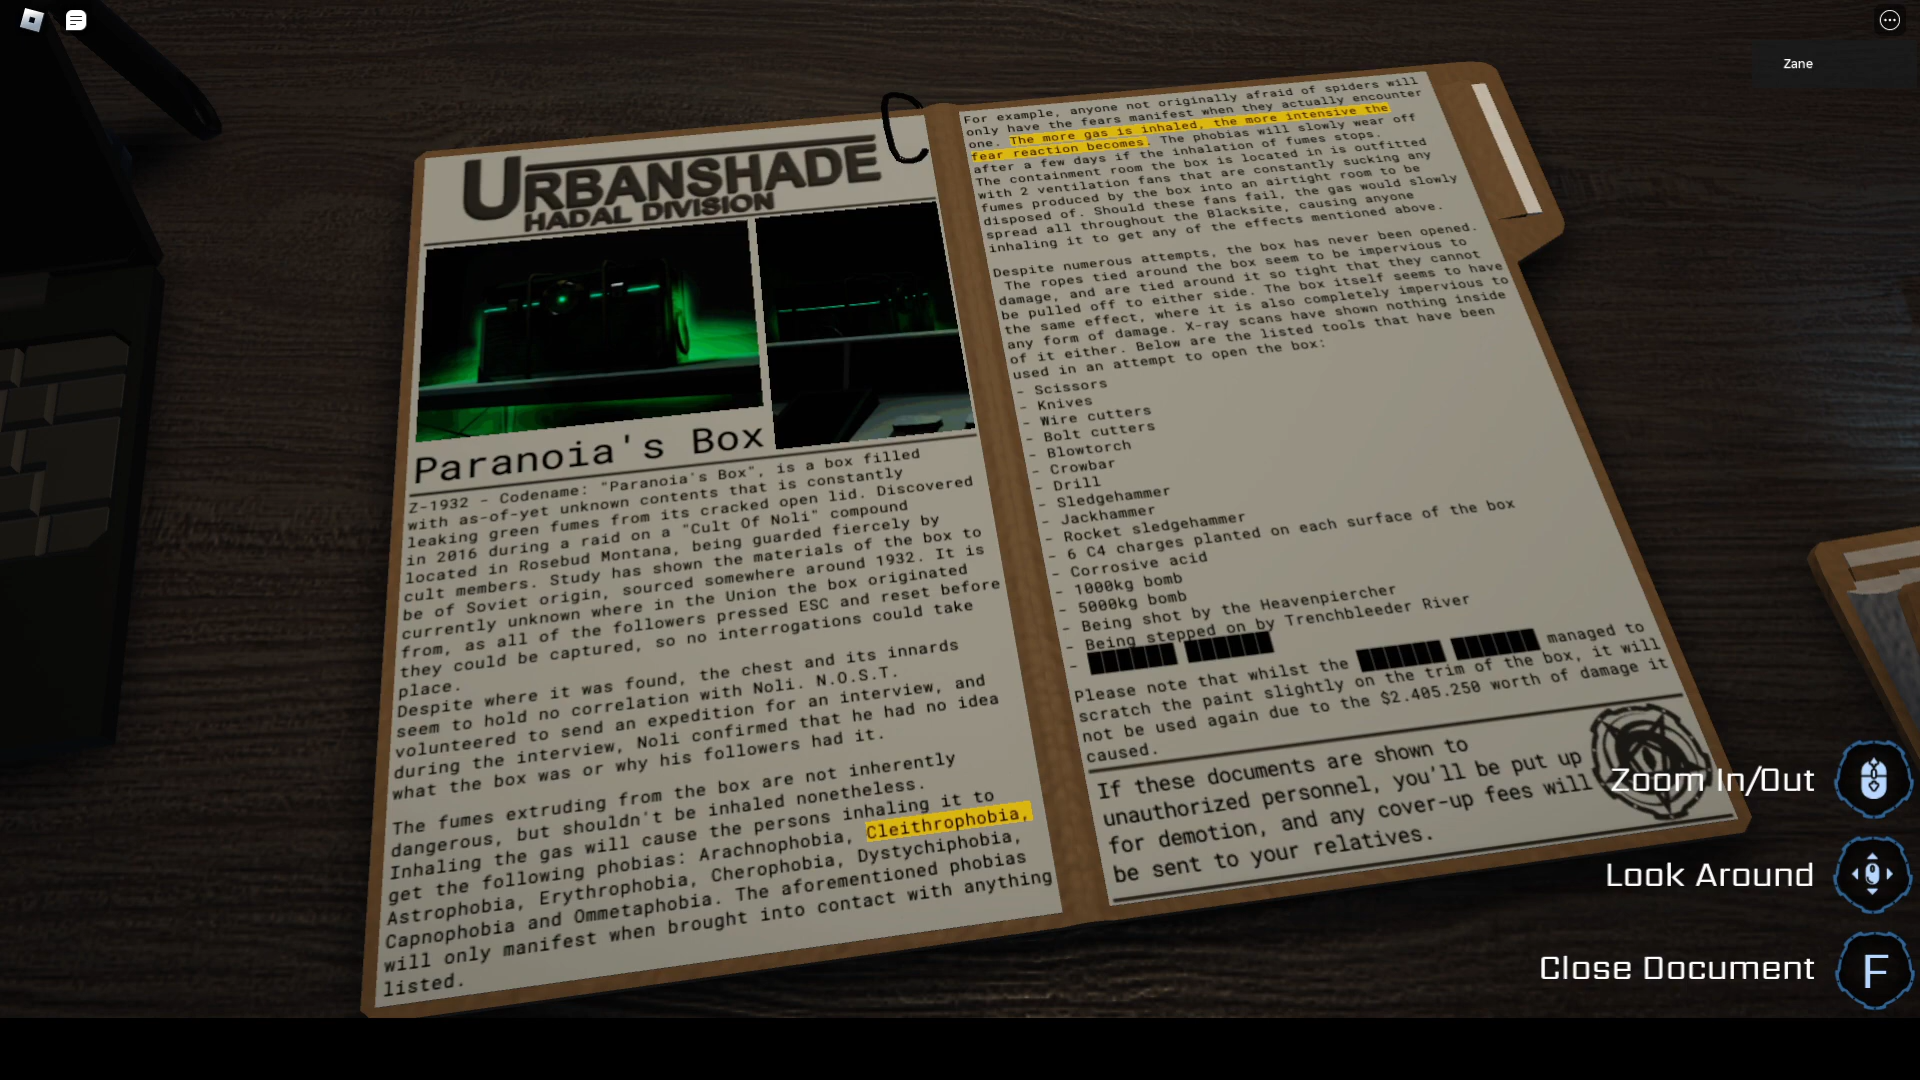 Zane
URBANSHADE
HADAL DIVISION
Paranoia's Box
Z-1932 - Codename: "Paranoia's Box", is a box filled
with as-of-yet unknown contents that is constantly
leaking green fumes from its cracked open lid. Discovered
in 2016 during a raid on a "Cult Of Noli" compound
located in Rosebud Montana, being guarded fiercely by
cult members. Study has shown the materials of the box to
be of Soviet origin, sourced somewhere around 1932. It is
currently unknown where in the Union the box originated
from, as all of the followers pressed ESC and reset before
they could be captured, so no interrogations could take
place.
Despite where it was found, the chest and its innards
seem to hold no correlation with Noli. N.O.S.T.
volunteered to send an expedition for an interview, and
during the interview, Noli confirmed that he had no idea
what the box was or why his followers had it.
The fumes extruding from the box are not inherently
dangerous, but shouldn't be inhaled nonetheless.
Inhaling the gas will cause the persons inhaling it to
get the following phobias: Arachnophobia, Cleithrophobia,
Astrophobia, Erythrophobia, Cherophobia, Dystychiphobia,
Capnophobia and Ommetaphobia. The aforementioned phobias
will only manifest when brought into contact with anything
listed.
For example, anyone not originally afraid of spiders will
only have the fears manifest when they actually encounter
one. The more gas is inhaled, the more intensive the
fear reaction becomes. The phobias will slowly wear off
after a few days if the inhalation of fumes stops.
The containment room the box is located in is outfitted
with 2 ventilation fans that are constantly sucking any
fumes produced by the box into an airtight room to be
disposed of. Should these fans fail, the gas would slowly
spread all throughout the Blacksite, causing anyone
inhaling it to get any of the effects mentioned above.
Despite numerous attempts, the box has never been opened.
The ropes tied around the box seem to be impervious to
damage, and are tied around it so tight that they cannot
be pulled off to either side. The box itself seems to have
the same effect, where it is also completely impervious to
any form of damage. X-ray scans have shown nothing inside
of it either. Below are the listed tools that have been
used in an attempt to open the box:
- Scissors
- Knives
- Wire cutters
- Bolt cutters
- Blowtorch
- Crowbar
- Drill
- Sledgehammer
- Jackhammer
- Rocket sledgehammer
- 6 C4 charges planted on each surface of the box
- Corrosive acid
- 1000kg bomb
- 5000kg bomb
- Being shot by the Heavenpiercher
- Being stepped on by Trenchbleeder River
- ███████ ███████
Please note that whilst the ███████ ███████ managed to
scratch the paint slightly on the trim of the box, it will
not be used again due to the $2.405.250 worth of damage it
caused.
If these documents are shown to
unauthorized personnel, you'll be put up
for demotion, and any cover-up fees will
be sent to your relatives.
Zoom In/Out
Look Around
Close Document
F